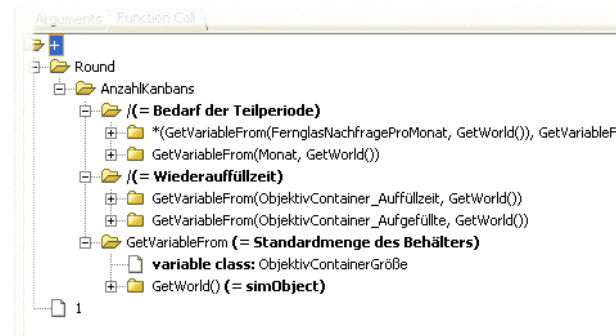 Arguments Function Call
+
Round
AnzahlKanbans
/(= Bedarf der Teilperiode)
*(GetVariableFrom(FernglasNachfrageProMonat, GetWorld()), GetVariableF
GetVariableFrom(Monat, GetWorld())
/(= Wiederauffüllzeit)
GetVariableFrom(ObjektivContainer_Auffüllzeit, GetWorld())
GetVariableFrom(ObjektivContainer_Aufgefüllte, GetWorld())
GetVariableFrom (= Standardmenge des Behälters)
variable class: ObjektivContainerGröße
GetWorld() (= simObject)
1